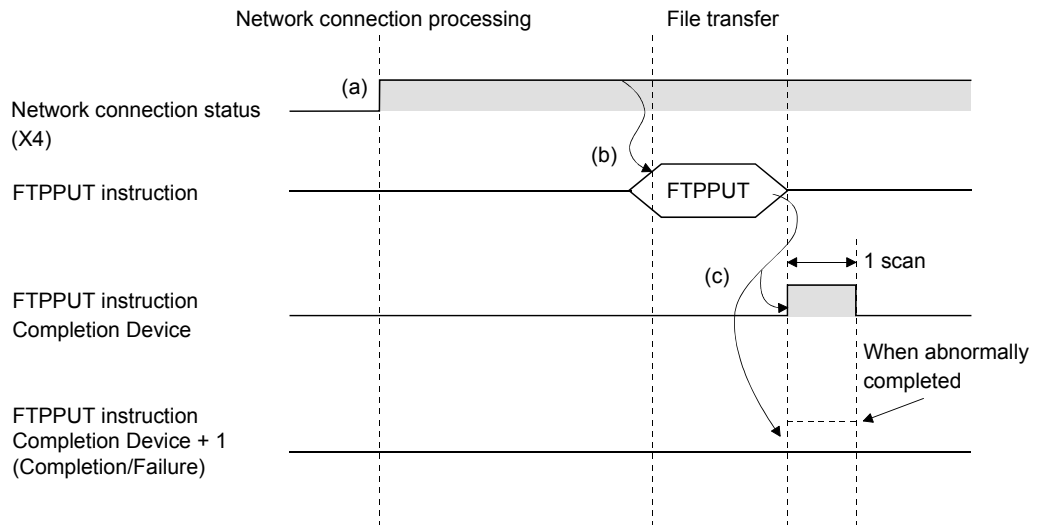 Network connection processing
File transfer
(a)
Network connection status
(X4)
(b)
FTPPUT instruction
FTPPUT
(c)
1 scan
FTPPUT instruction
Completion Device
When abnormally
completed
FTPPUT instruction
Completion Device + 1
(Completion/Failure)